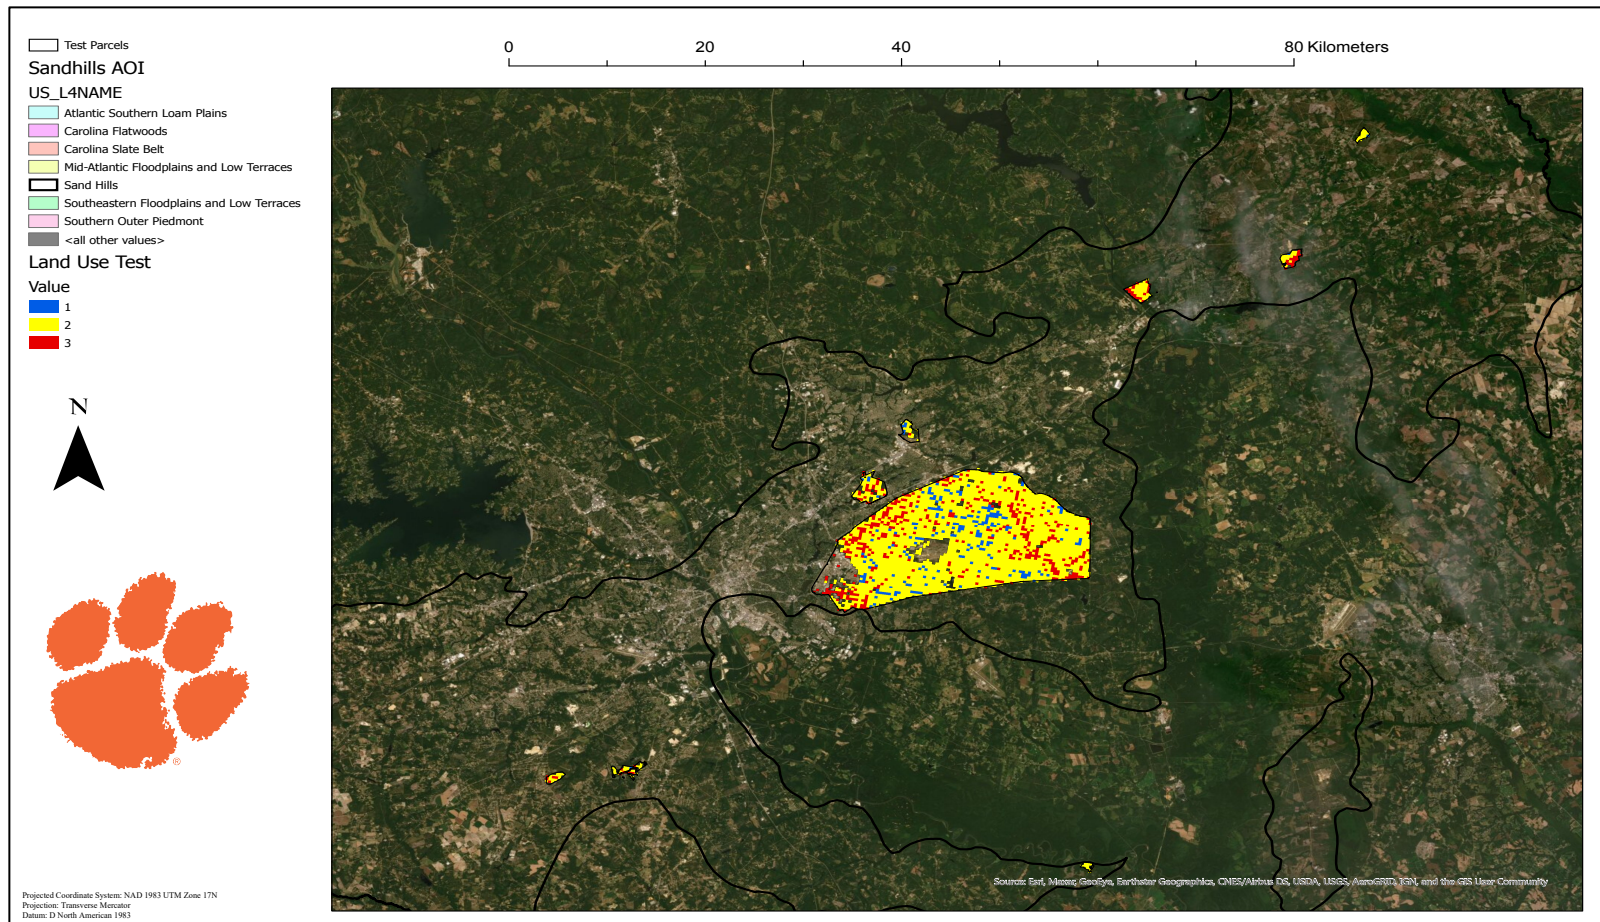 0 20 40 80 Kilometers
Test Parcels
Sandhills AOI
US_L4NAME
Atlantic Southern Loam Plains
Carolina Flatwoods
Carolina Slate Belt
Mid-Atlantic Floodplains and Low Terraces
Sand Hills
Southeastern Floodplains and Low Terraces
Southern Outer Piedmont
<all other values>
Land Use Test
Value
1
2
3
N
®
Source: Esri, Maxar, GeoEye, Earthstar Geographics, CNES/Airbus DS, USDA, USGS, AeroGRID, IGN, and the GIS User Community
Projected Coordinate System: NAD 1983 UTM Zone 17N
Projection: Transverse Mercator
Datum: D North American 1983